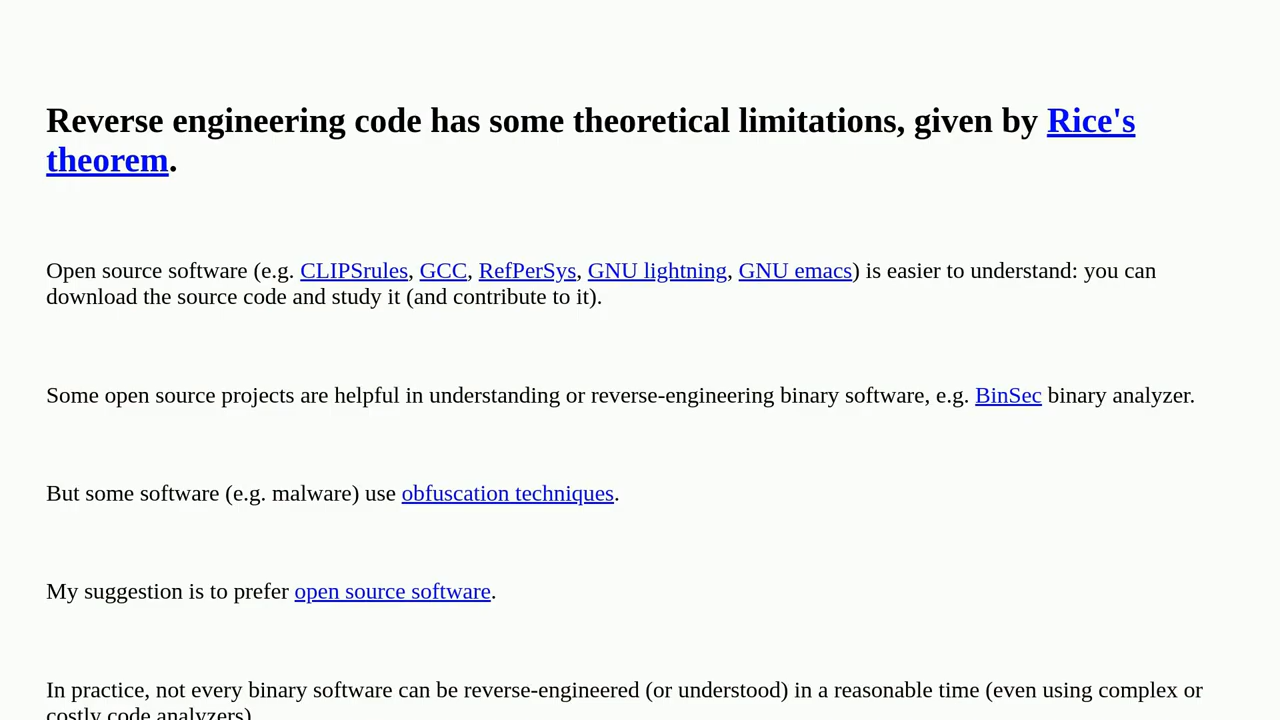 Reverse engineering code has some theoretical limitations, given by Rice's
theorem.
Open source software (e.g. CLIPSrules, GCC, RefPerSys, GNU lightning, GNU emacs) is easier to understand: you can
download the source code and study it (and contribute to it).
Some open source projects are helpful in understanding or reverse-engineering binary software, e.g. BinSec binary analyzer.
But some software (e.g. malware) use obfuscation techniques.
My suggestion is to prefer open source software.
In practice, not every binary software can be reverse-engineered (or understood) in a reasonable time (even using complex or
costly code analyzers)